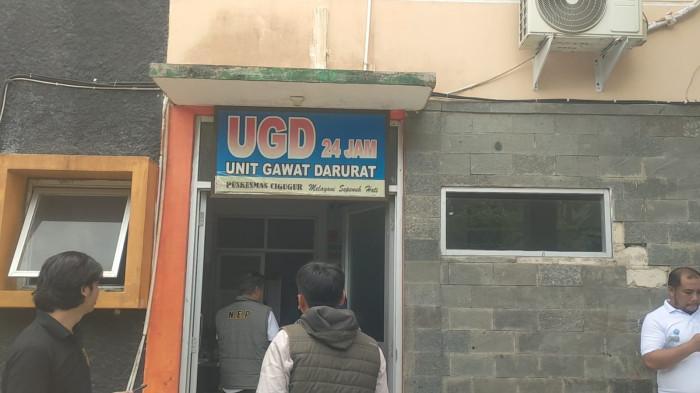 UGD 24 JAM
UNIT GAWAT DARURAT
PUSKESMAS CIGUGUR Melayani Sepenuh Hati
N.E.P